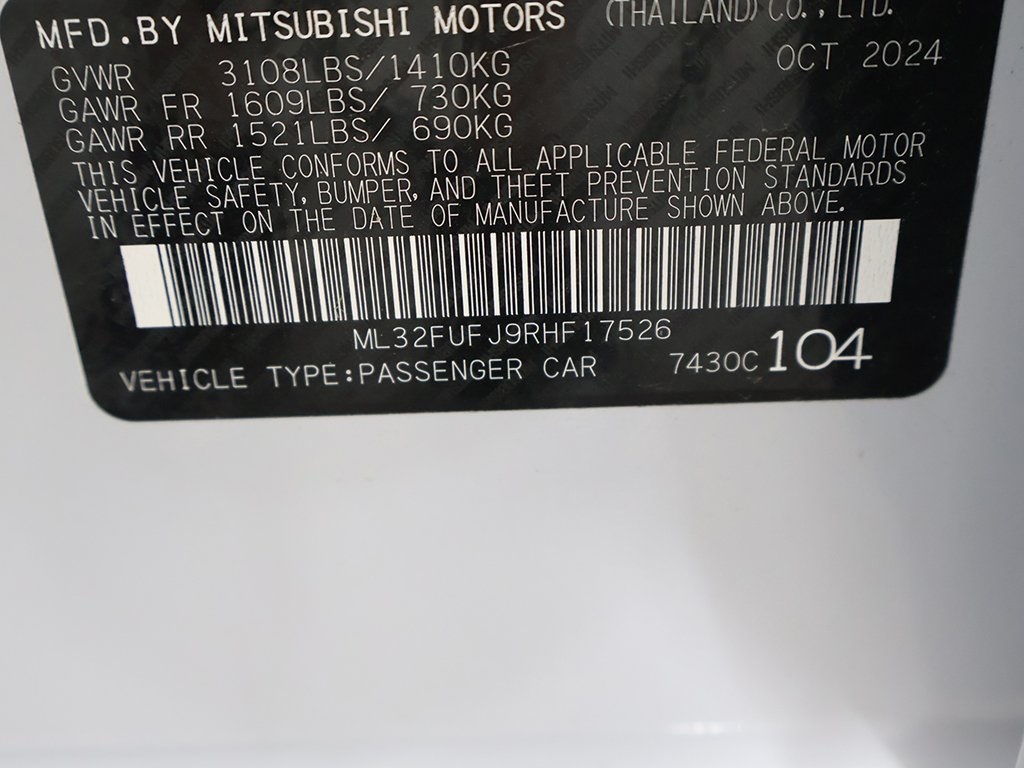 MFD.BY MITSUBISHI MOTORS (THAILAND) CO., LTD.
GVWR 3108LBS/1410KG OCT 2024
GAWR FR 1609LBS/ 730KG
GAWR RR 1521LBS/ 690KG
THIS VEHICLE CONFORMS TO ALL APPLICABLE FEDERAL MOTOR
VEHICLE SAFETY, BUMPER, AND THEFT PREVENTION STANDARDS
IN EFFECT ON THE DATE OF MANUFACTURE SHOWN ABOVE.
ML32FUFJ9RHF17526
VEHICLE TYPE:PASSENGER CAR 7430C 104